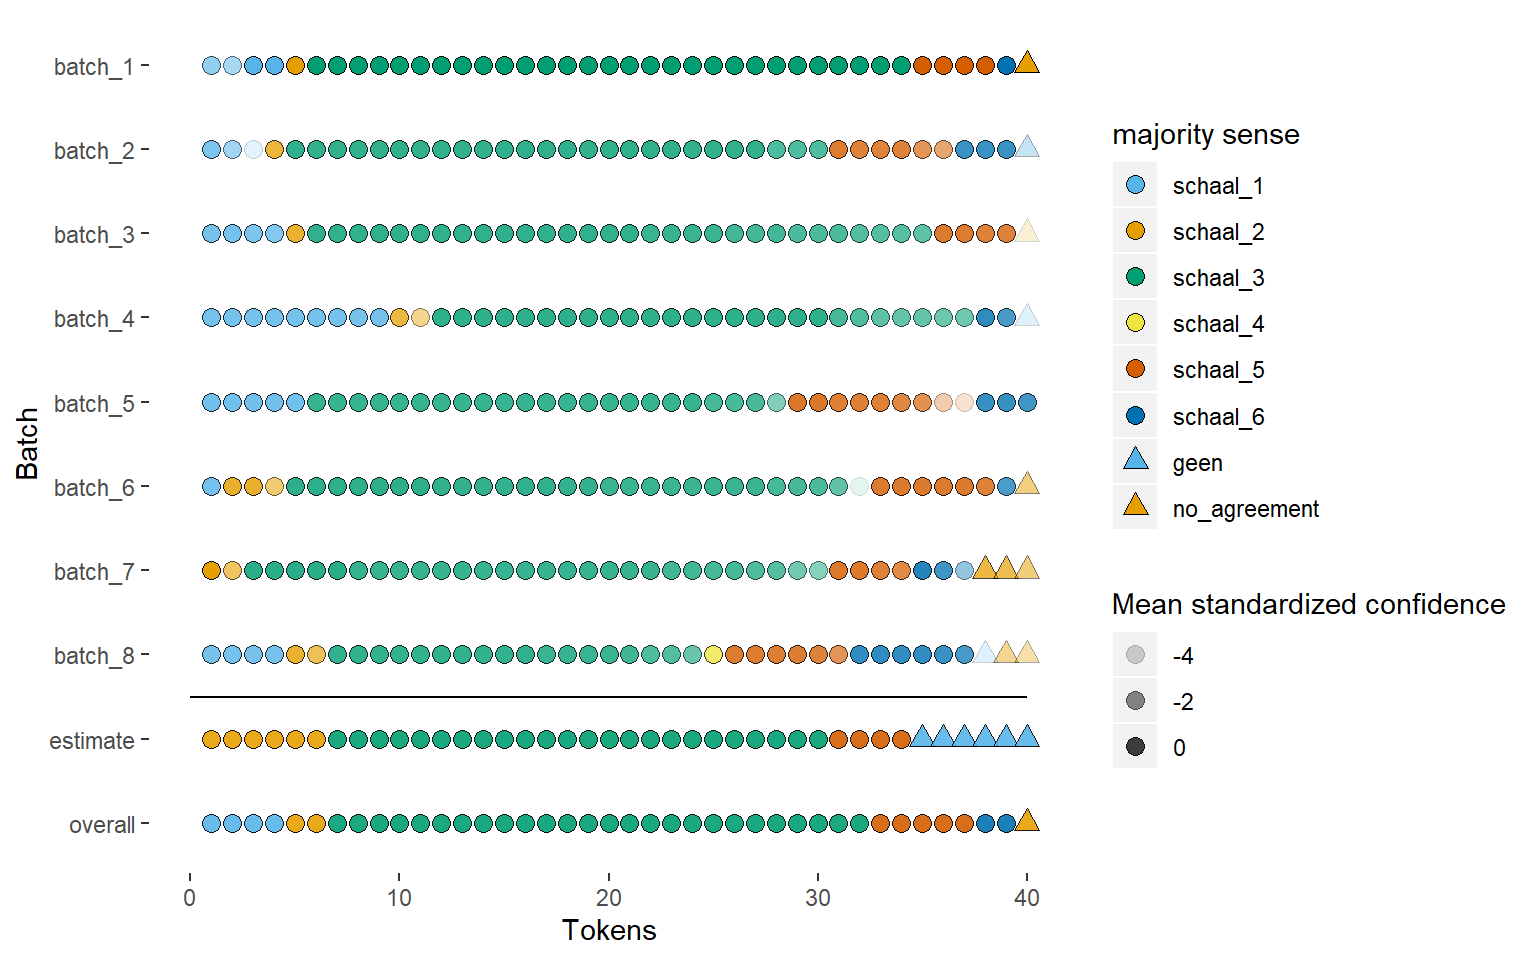 batch_1
batch_2
batch_3
batch_4
batch_5
batch_6
batch_7
batch_8
estimate
overall
Batch
0 10 20 30 40
Tokens
majority sense
schaal_1
schaal_2
schaal_3
schaal_4
schaal_5
schaal_6
geen
no_agreement
Mean standardized confidence
-4
-2
0